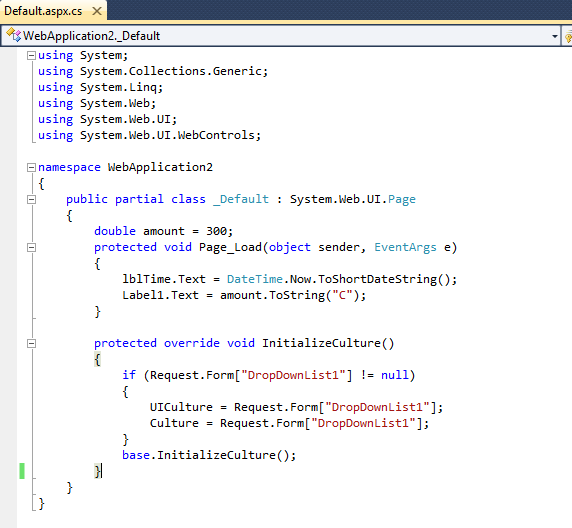 Default.aspx.cs
WebApplication2._Default
using System;
using System.Collections.Generic;
using System.Linq;
using System.Web;
using System.Web.UI;
using System.Web.UI.WebControls;
namespace WebApplication2
{
public partial class _Default : System.Web.UI.Page
{
double amount = 300;
protected void Page_Load(object sender, EventArgs e)
{
lblTime.Text = DateTime.Now.ToShortDateString();
Label1.Text = amount.ToString("C");
}
protected override void InitializeCulture()
{
if (Request.Form["DropDownList1"] != null)
{
UICulture = Request.Form["DropDownList1"];
Culture = Request.Form["DropDownList1"];
}
base.InitializeCulture();
}
}
}